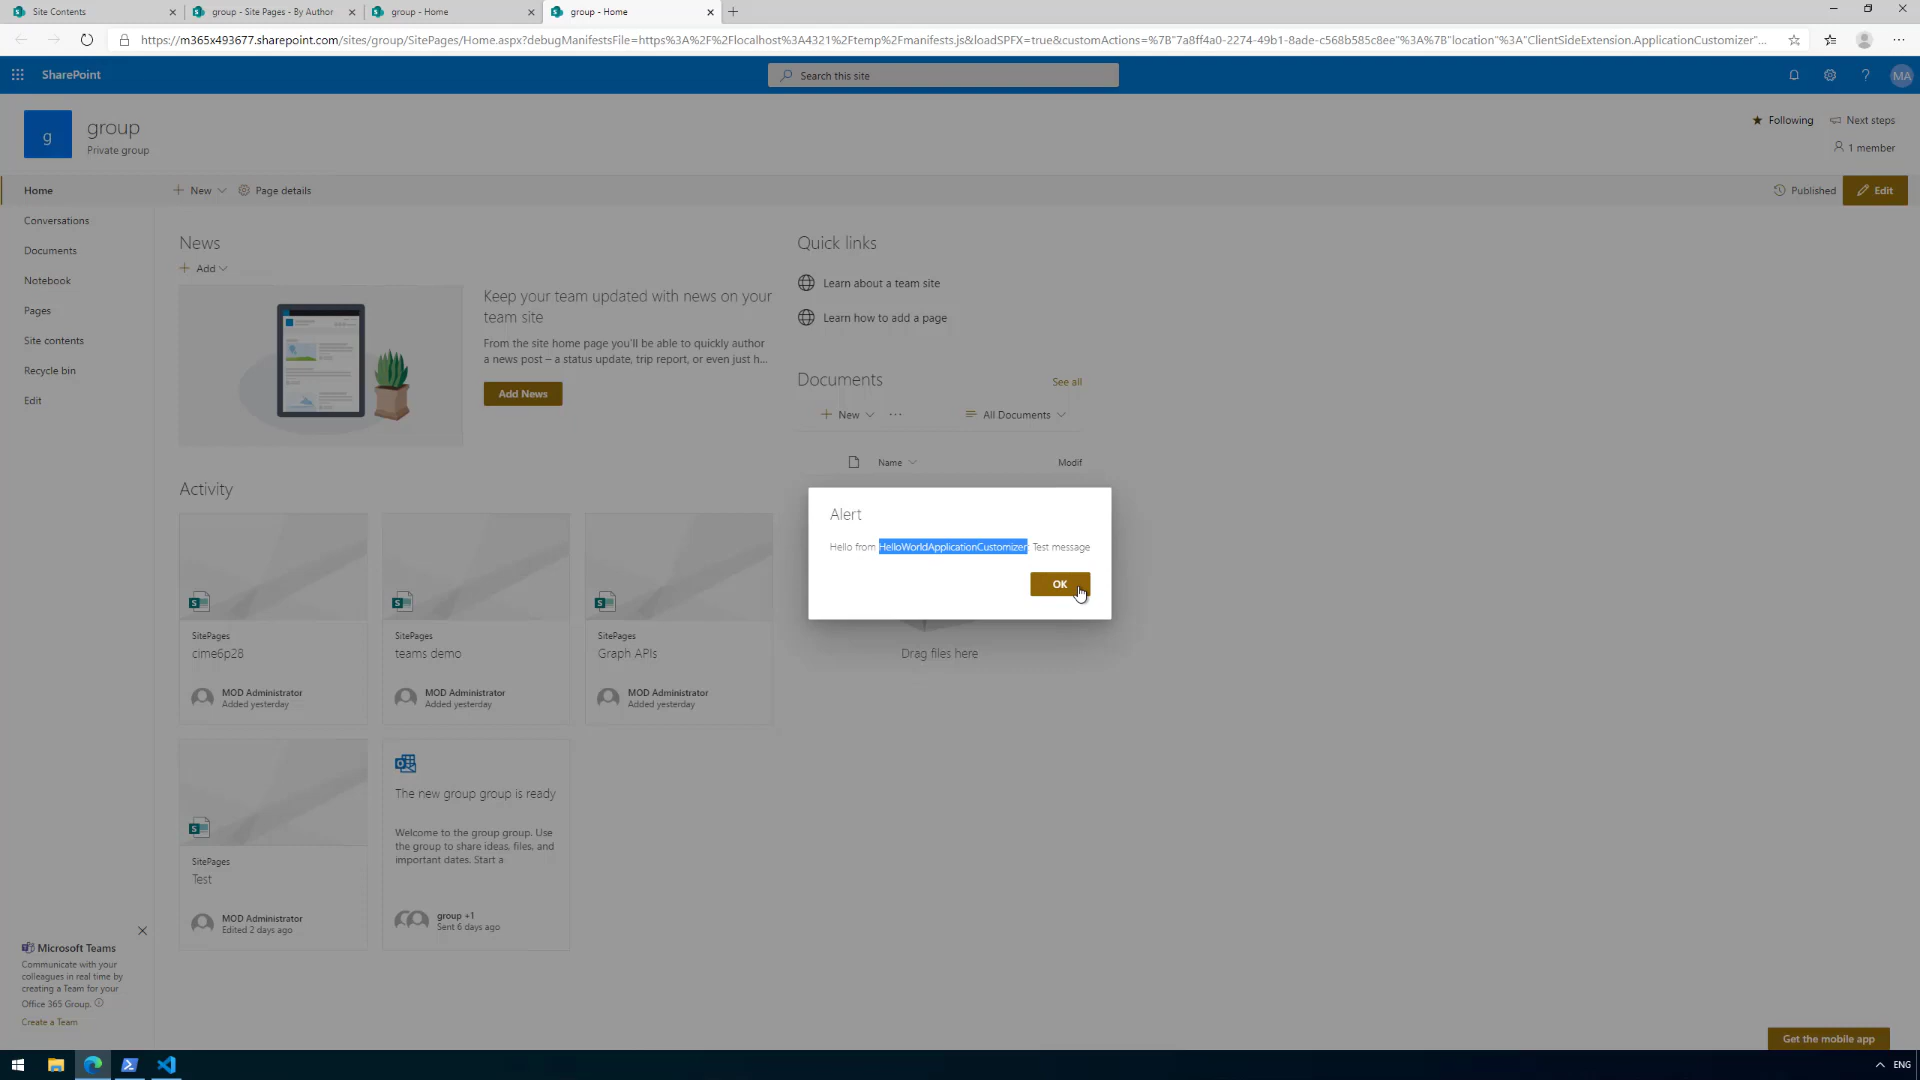 Site Contents
group - Site Pages - By Author
group - Home
group - Home
https://m365x493677.sharepoint.com/sites/group/SitePages/Home.aspx?debugManifestsFile=https%3A%2F%2Flocalhost%3A4321%2Ftemp%2Fmanifests.js&loadSPFX=true&customActions=%7B"7a8ff4a0-2274-49b1-8ade-c568b585c8ee"%3A%7B"location"%3A"ClientSideExtension.ApplicationCustomizer"...
SharePoint
Search this site
MA
g
group
Private group
Following
Next steps
1 member
Home
New
Page details
Published
Edit
Conversations
Documents
Notebook
Pages
Site contents
Recycle bin
Edit
News
Add
Keep your team updated with news on your
team site
From the site home page you'll be able to quickly author
a news post – a status update, trip report, or even just h...
Add News
Quick links
Learn about a team site
Learn how to add a page
Documents
See all
New
All Documents
Name
Modif
Alert
Hello from HelloWorldApplicationCustomizer: Test message
OK
Drag files here
Activity
SitePages
cime6p28
MOD Administrator
Added yesterday
SitePages
teams demo
MOD Administrator
Added yesterday
SitePages
Graph APIs
MOD Administrator
Added yesterday
SitePages
Test
MOD Administrator
Edited 2 days ago
The new group group is ready
Welcome to the group group. Use
the group to share ideas, files, and
important dates. Start a
group +1
Sent 6 days ago
Microsoft Teams
Communicate with your
colleagues in real time by
creating a Team for your
Office 365 Group.
Create a Team
Get the mobile app
ENG